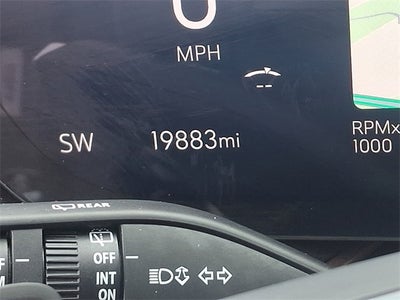 0
MPH
SW 19883mi
RPMx
1000
REAR
OFF
INT
ON